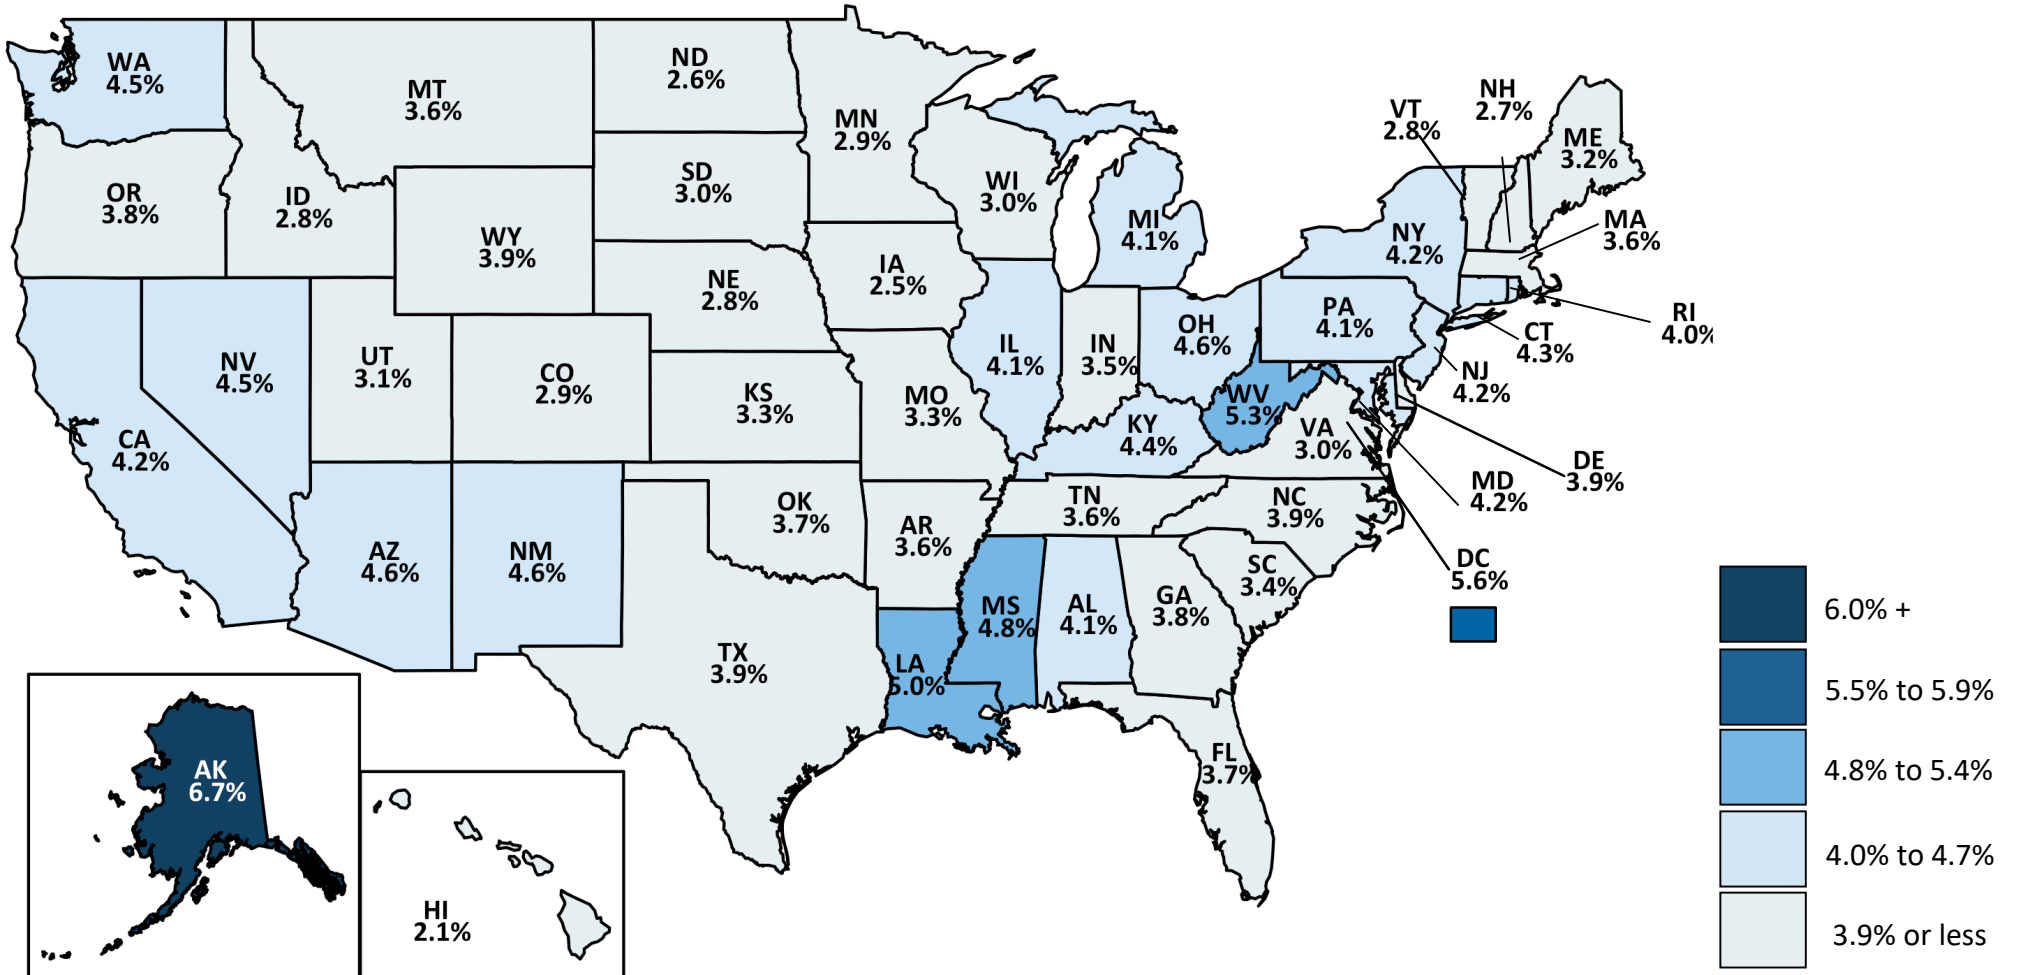 WA
4.5%
MT
3.6%
ND
2.6%
MN
2.9%
VT
2.8%
NH
2.7%
ME
3.2%
OR
3.8%
ID
2.8%
SD
3.0%
WI
3.0%
MI
4.1%
NY
4.2%
MA
3.6%
WY
3.9%
NE
2.8%
IA
2.5%
PA
4.1%
RI
4.0%
CT
4.3%
NJ
4.2%
NV
4.5%
UT
3.1%
CO
2.9%
KS
3.3%
MO
3.3%
IL
4.1%
IN
3.5%
OH
4.6%
WV
5.3%
VA
3.0%
KY
4.4%
CA
4.2%
DE
3.9%
MD
4.2%
AZ
4.6%
NM
4.6%
OK
3.7%
AR
3.6%
TN
3.6%
NC
3.9%
SC
3.4%
DC
5.6%
MS
4.8%
AL
4.1%
GA
3.8%
TX
3.9%
LA
5.0%
FL
3.7%
AK
6.7%
HI
2.1%
6.0% +
5.5% to 5.9%
4.8% to 5.4%
4.0% to 4.7%
3.9% or less